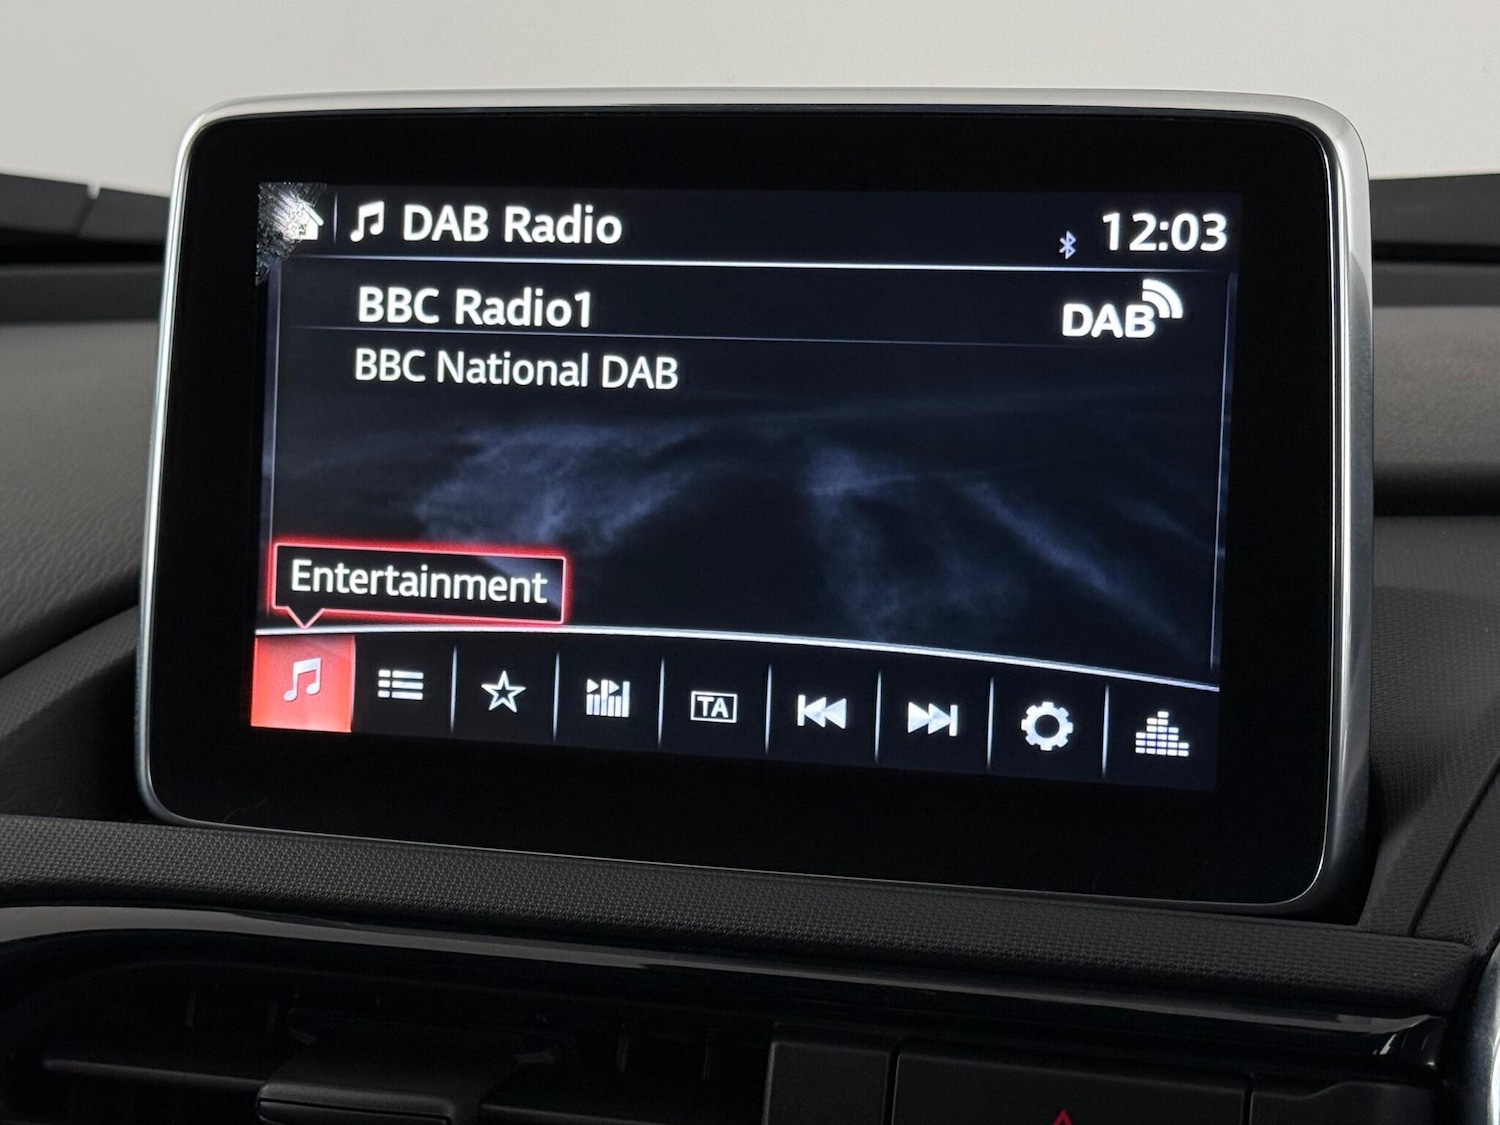 DAB Radio 12:03
BBC Radio1 DAB
BBC National DAB
Entertainment
TA